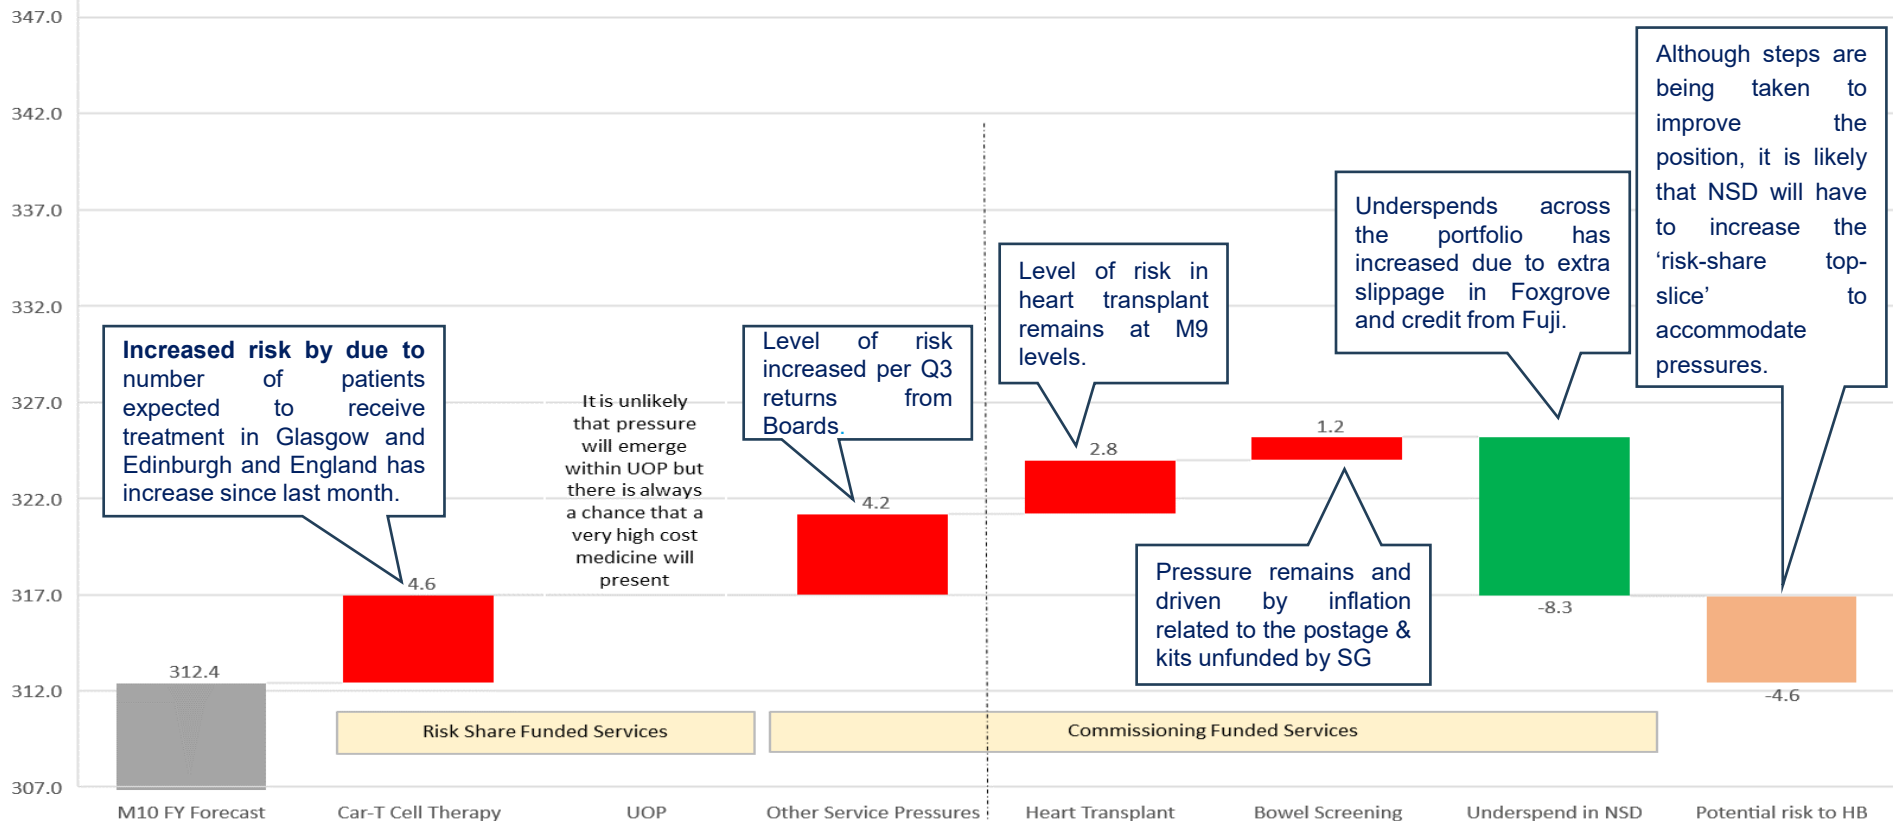 347.0
342.0
337.0
332.0
327.0
322.0
317.0
312.0
307.0
Increased risk by due to
number of patients
expected to receive
treatment in Glasgow and
Edinburgh and England has
increase since last month.
It is unlikely
that pressure
will emerge
within UOP but
there is always
a chance that a
very high cost
medicine will
present
Level of risk
increased per Q3
returns from
Boards.
Level of risk in
heart transplant
remains at M9
levels.
Pressure remains and
driven by inflation
related to the postage &
kits unfunded by SG
Underspends across
the portfolio has
increased due to extra
slippage in Foxgrove
and credit from Fuji.
Although steps are
being taken to
improve the
position, it is likely
that NSD will have
to increase the
‘risk-share top-
slice’ to
accommodate
pressures.
312.4
4.6
4.2
2.8
1.2
-8.3
-4.6
Risk Share Funded Services
Commissioning Funded Services
M10 FY Forecast
Car-T Cell Therapy
UOP
Other Service Pressures
Heart Transplant
Bowel Screening
Underspend in NSD
Potential risk to HB